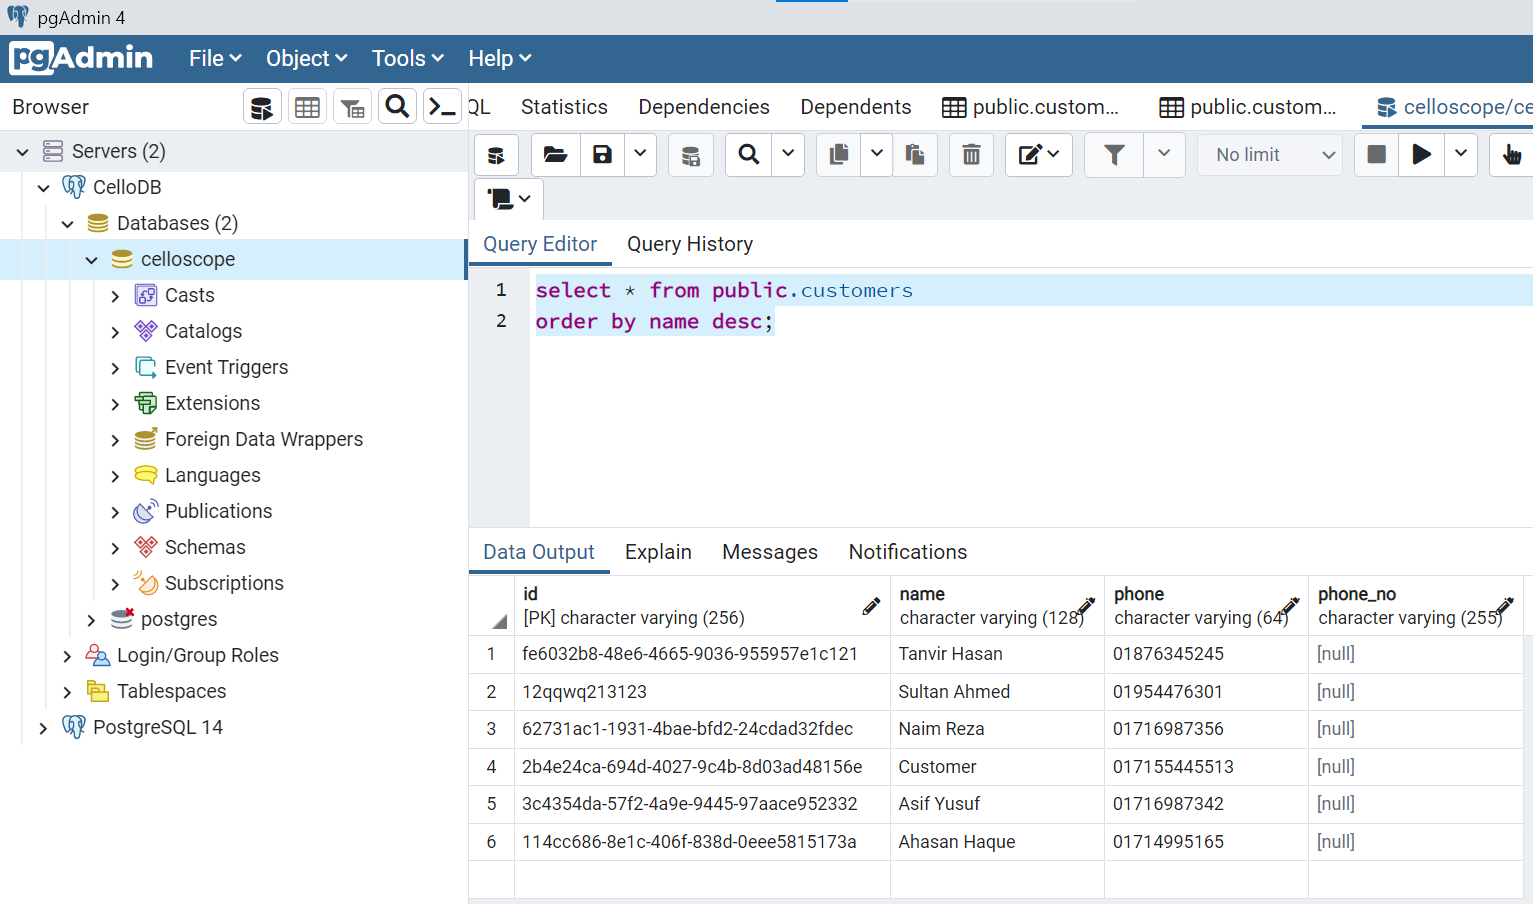 pgAdmin 4
pgAdmin File Object Tools Help
Browser
QL Statistics Dependencies Dependents public.custom... public.custom... celloscope/ce
No limit
Servers (2)
CelloDB
Databases (2)
celloscope
Casts
Catalogs
Event Triggers
Extensions
Foreign Data Wrappers
Languages
Publications
Schemas
Subscriptions
postgres
Login/Group Roles
Tablespaces
PostgreSQL 14
Query Editor Query History
1 select * from public.customers
2 order by name desc;
Data Output Explain Messages Notifications
id name phone phone_no
[PK] character varying (256) character varying (128) character varying (64) character varying (255)
1 fe6032b8-48e6-4665-9036-955957e1c121 Tanvir Hasan 01876345245 [null]
2 12qqwq213123 Sultan Ahmed 01954476301 [null]
3 62731ac1-1931-4bae-bfd2-24cdad32fdec Naim Reza 01716987356 [null]
4 2b4e24ca-694d-4027-9c4b-8d03ad48156e Customer 017155445513 [null]
5 3c4354da-57f2-4a9e-9445-97aace952332 Asif Yusuf 01716987342 [null]
6 114cc686-8e1c-406f-838d-0eee5815173a Ahasan Haque 01714995165 [null]